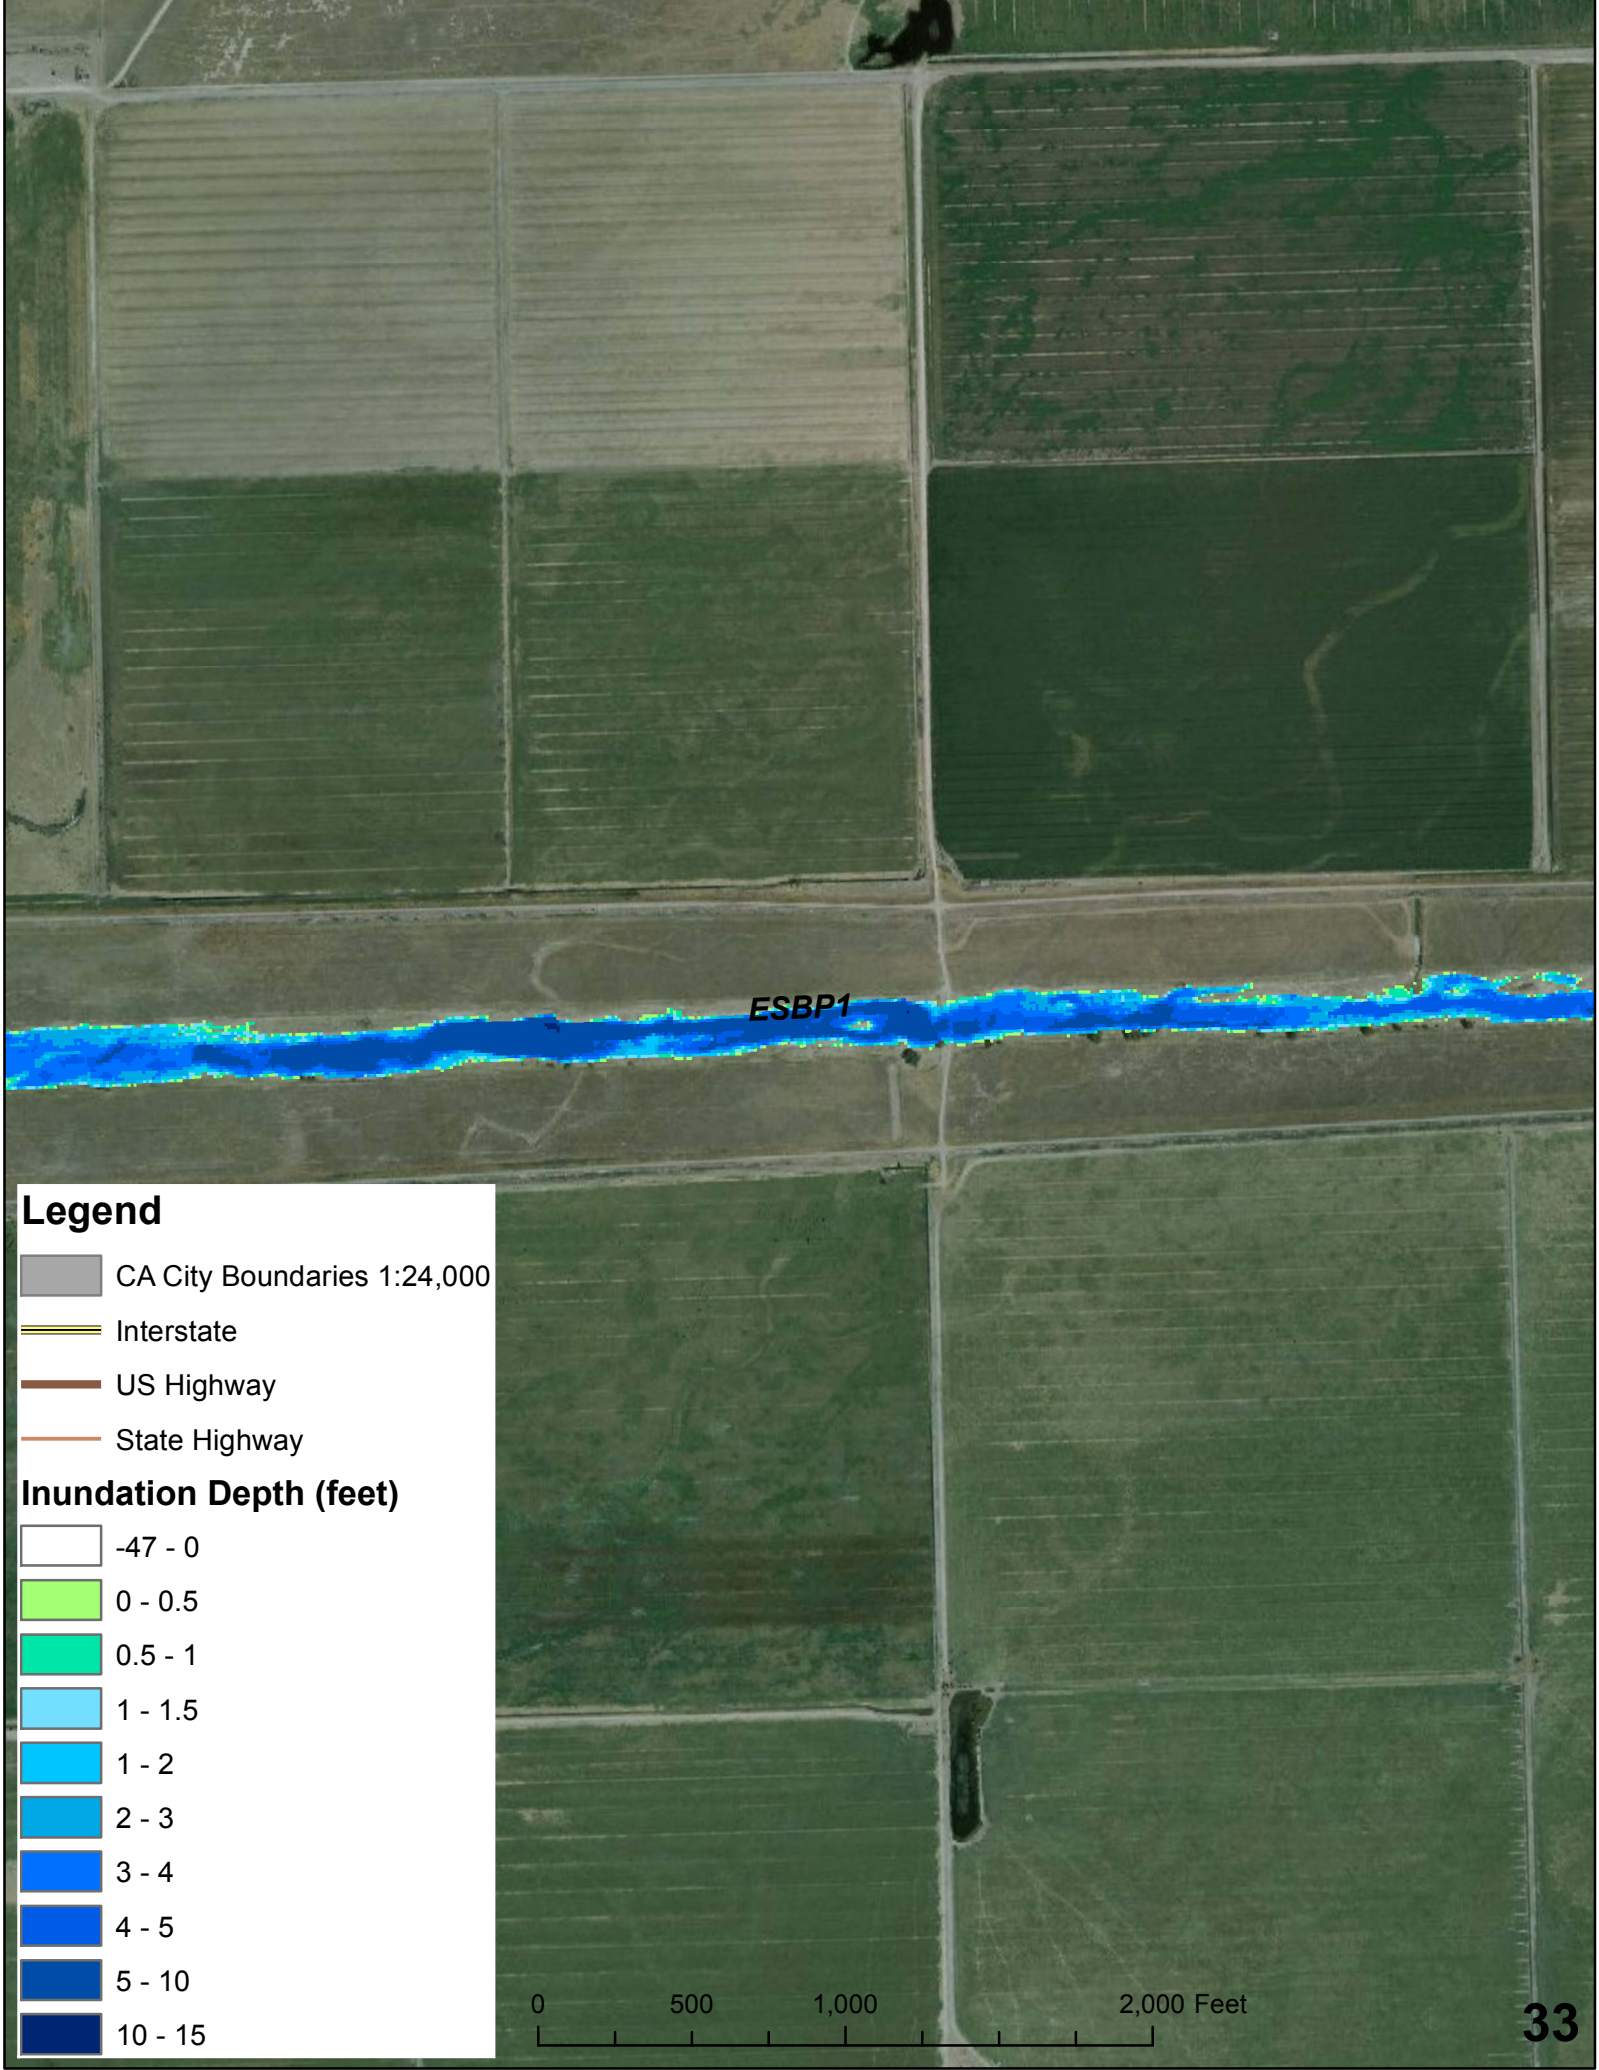 ESBP1
Legend
CA City Boundaries 1:24,000
Interstate
US Highway
State Highway
Inundation Depth (feet)
-47 - 0
0 - 0.5
0.5 - 1
1 - 1.5
1 - 2
2 - 3
3 - 4
4 - 5
5 - 10
10 - 15
0 500 1,000 2,000 Feet
33